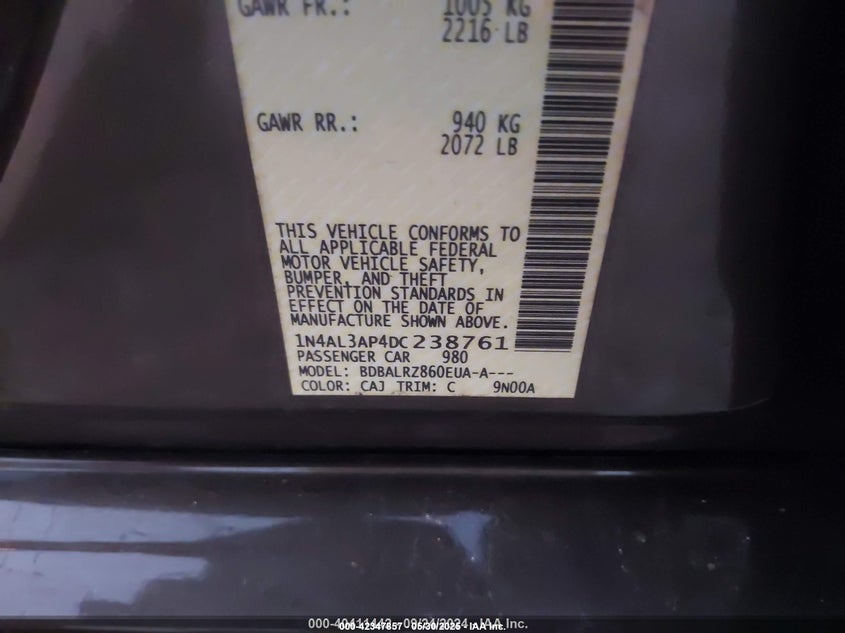 GAWR FR.: 1005 KG
2216 LB
GAWR RR.: 940 KG
2072 LB
THIS VEHICLE CONFORMS TO
ALL APPLICABLE FEDERAL
MOTOR VEHICLE SAFETY,
BUMPER, AND THEFT
PREVENTION STANDARDS IN
EFFECT ON THE DATE OF
MANUFACTURE SHOWN ABOVE.
1N4AL3AP4DC238761
PASSENGER CAR 980
MODEL: BDBALRZ860EUA-A---
COLOR: CAJ TRIM: C 9N00A